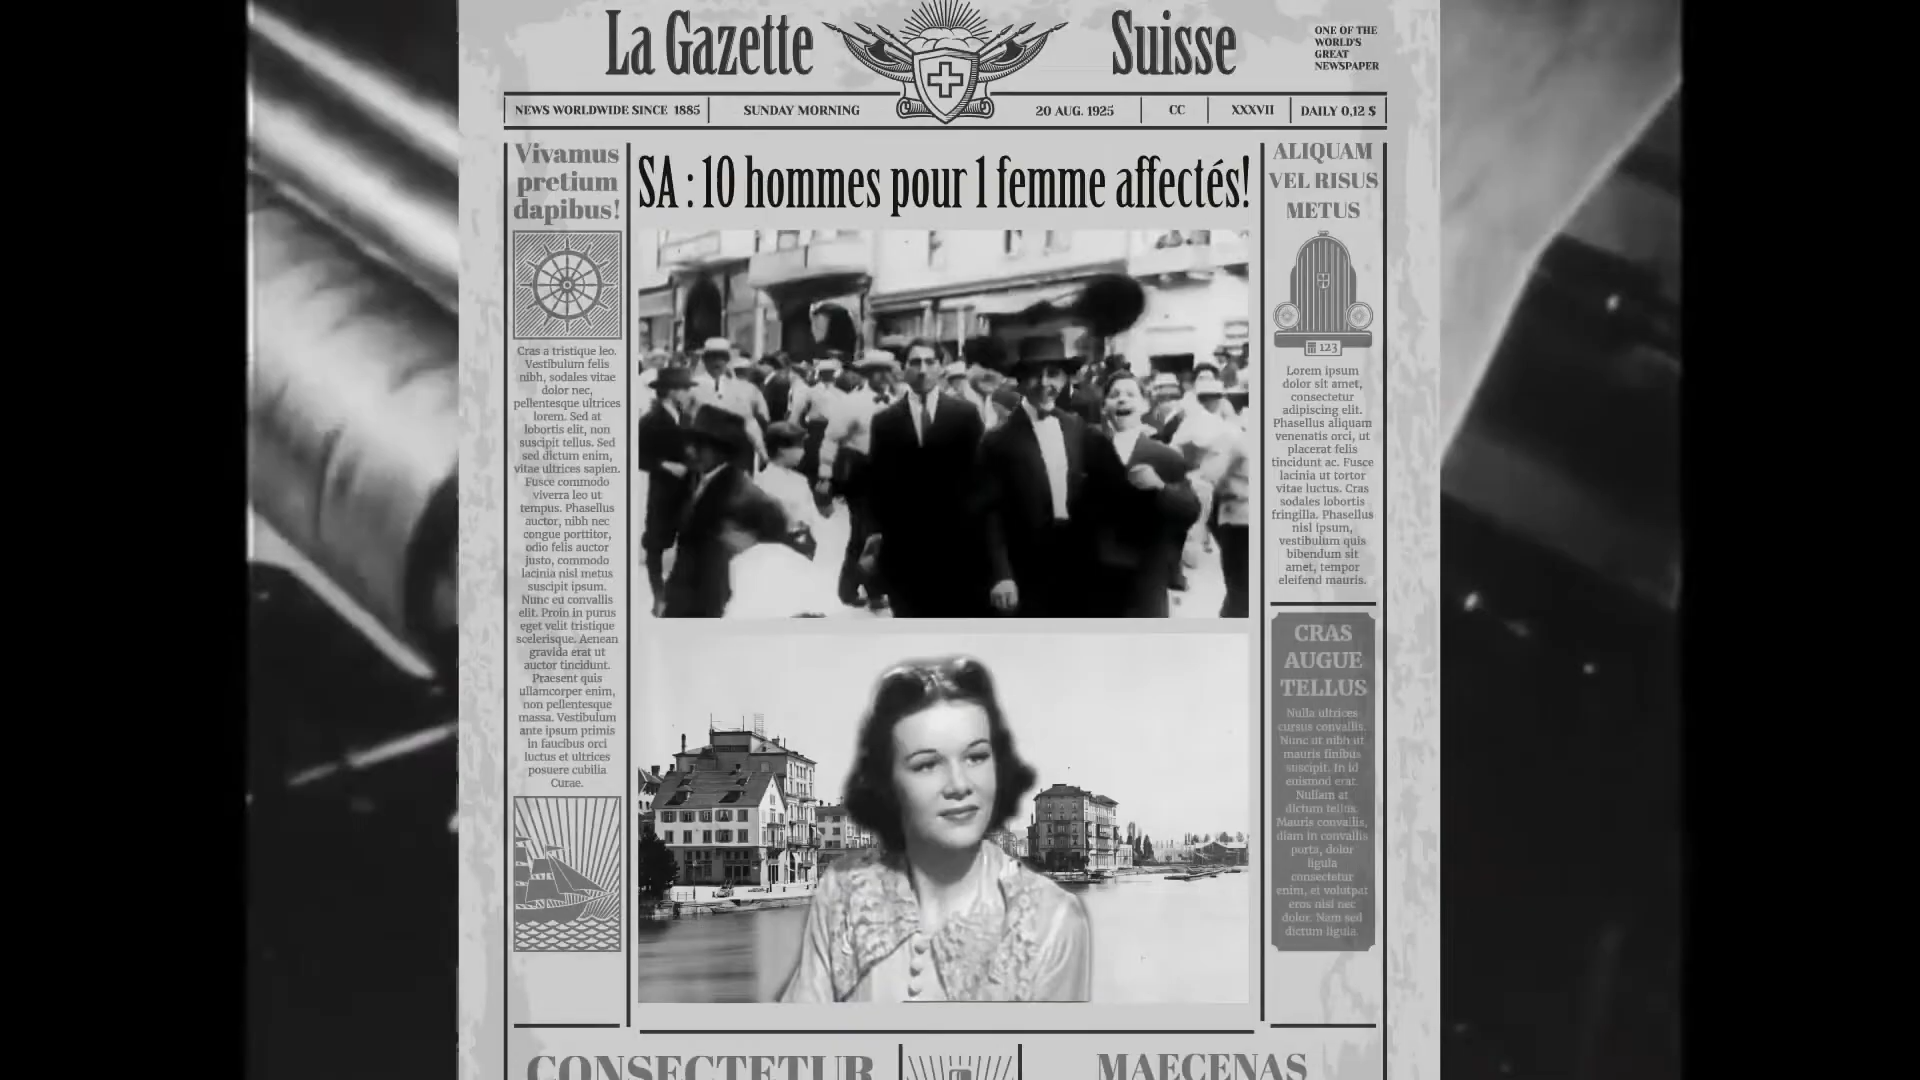 La Gazette Suisse
ONE OF THE
WORLD'S
GREAT
NEWSPAPER
NEWS WORLDWIDE SINCE 1885
SUNDAY MORNING
20 AUG. 1925
CC
XXXVII
DAILY 0,12 $
Vivamus
pretium
dapibus!
Cras a tristique leo.
Vestibulum felis
nibh, sodales vitae
dolor nec,
pellentesque ultrices
lorem. Sed at
lobortis elit, non
suscipit tellus. Sed
sed dictum enim,
vitae ultrices sapien.
Fusce commodo
viverra leo ut
tempus. Phasellus
auctor, nibh nec
congue porttitor,
odio felis auctor
justo, commodo
lacinia nisl metus
suscipit ipsum.
Nunc eu convallis
elit. Proin in purus
eget velit tristique
scelerisque. Aenean
gravida erat ut
auctor tincidunt.
Praesent quis
ullamcorper enim,
non pellentesque
massa. Vestibulum
ante ipsum primis
in faucibus orci
luctus et ultrices
posuere cubilia
Curae.
SA : 10 hommes pour 1 femme affectés!
ALIQUAM
VEL RISUS
METUS
123
Lorem ipsum
dolor sit amet,
consectetur
adipiscing elit.
Phasellus aliquam
venenatis orci, ut
placerat felis
tincidunt ac. Fusce
lacinia ut tortor
vitae luctus. Cras
sodales lobortis
fringilla. Phasellus
nisl ipsum,
vestibulum quis
bibendum sit
amet, tempor
eleifend mauris.
CRAS
AUGUE
TELLUS
Nulla ultrices
cursus convallis.
Nunc ut nibh ut
mauris finibus
suscipit. In id
euismod erat.
Nullam at
dictum tellus.
Mauris convallis,
diam in convallis
porta, dolor
ligula
consectetur
enim, et volutpat
eros nisi nec
dolor. Nam sed
dictum ligula.
CONSECTETUR
MAECENAS